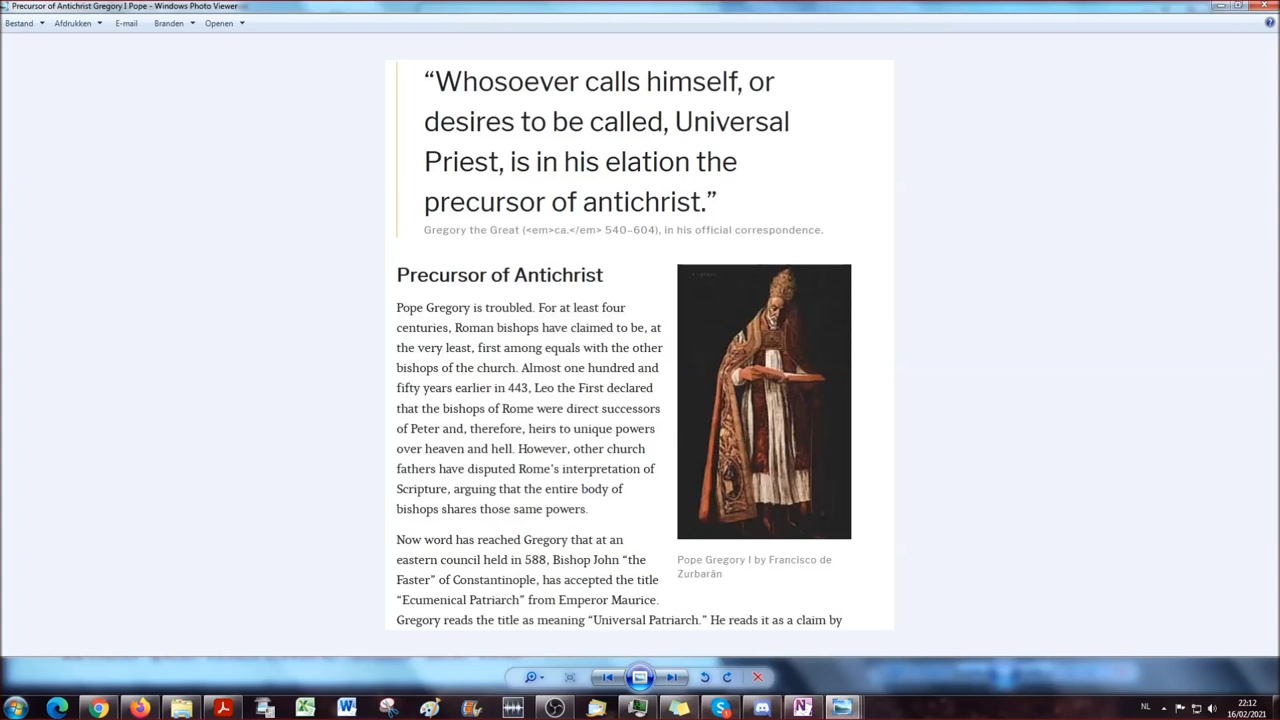 Precursor of Antichrist Gregory I Pope - Windows Photo Viewer
Bestand Afdrukken E-mail Branden Openen
“Whosoever calls himself, or
desires to be called, Universal
Priest, is in his elation the
precursor of antichrist.”
Gregory the Great (<em>ca.</em> 540–604), in his official correspondence.
Precursor of Antichrist
Pope Gregory is troubled. For at least four
centuries, Roman bishops have claimed to be, at
the very least, first among equals with the other
bishops of the church. Almost one hundred and
fifty years earlier in 443, Leo the First declared
that the bishops of Rome were direct successors
of Peter and, therefore, heirs to unique powers
over heaven and hell. However, other church
fathers have disputed Rome’s interpretation of
Scripture, arguing that the entire body of
bishops shares those same powers.
Now word has reached Gregory that at an
eastern council held in 588, Bishop John “the
Faster” of Constantinople, has accepted the title
“Ecumenical Patriarch” from Emperor Maurice.
Gregory reads the title as meaning “Universal Patriarch.” He reads it as a claim by
Pope Gregory I by Francisco de
Zurbarán
NL
22:12
16/02/2021